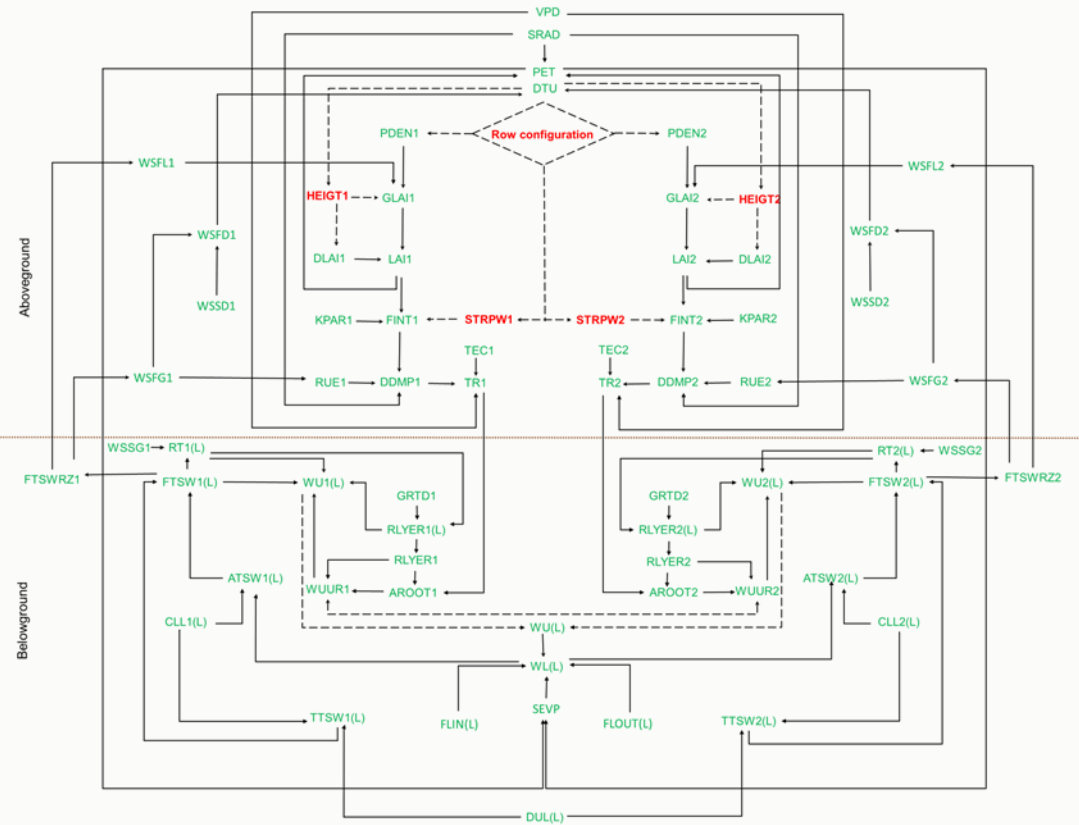 VPD
SRAD
PET
DTU
PDEN1
Row configuration
PDEN2
WSFL1
WSFL2
HEIGT1
GLAI1
GLAI2
HEIGT2
WSFD1
WSFD2
Aboveground
DLAI1
LAI1
LAI2
DLAI2
WSSD1
WSSD2
KPAR1
FINT1
STRPW1
STRPW2
FINT2
KPAR2
TEC1
TEC2
WSFG1
RUE1
DDMP1
TR1
TR2
DDMP2
RUE2
WSFG2
WSSG1
RT1(L)
RT2(L)
WSSG2
FTSWRZ1
FTSW1(L)
WU1(L)
WU2(L)
FTSW2(L)
FTSWRZ2
GRTD1
GRTD2
RLYER1(L)
RLYER2(L)
RLYER1
RLYER2
ATSW1(L)
WUUR1
AROOT1
AROOT2
WUUR2
ATSW2(L)
Belowground
CLL1(L)
WU(L)
CLL2(L)
WL(L)
SEVP
TTSW1(L)
FLIN(L)
FLOUT(L)
TTSW2(L)
DUL(L)